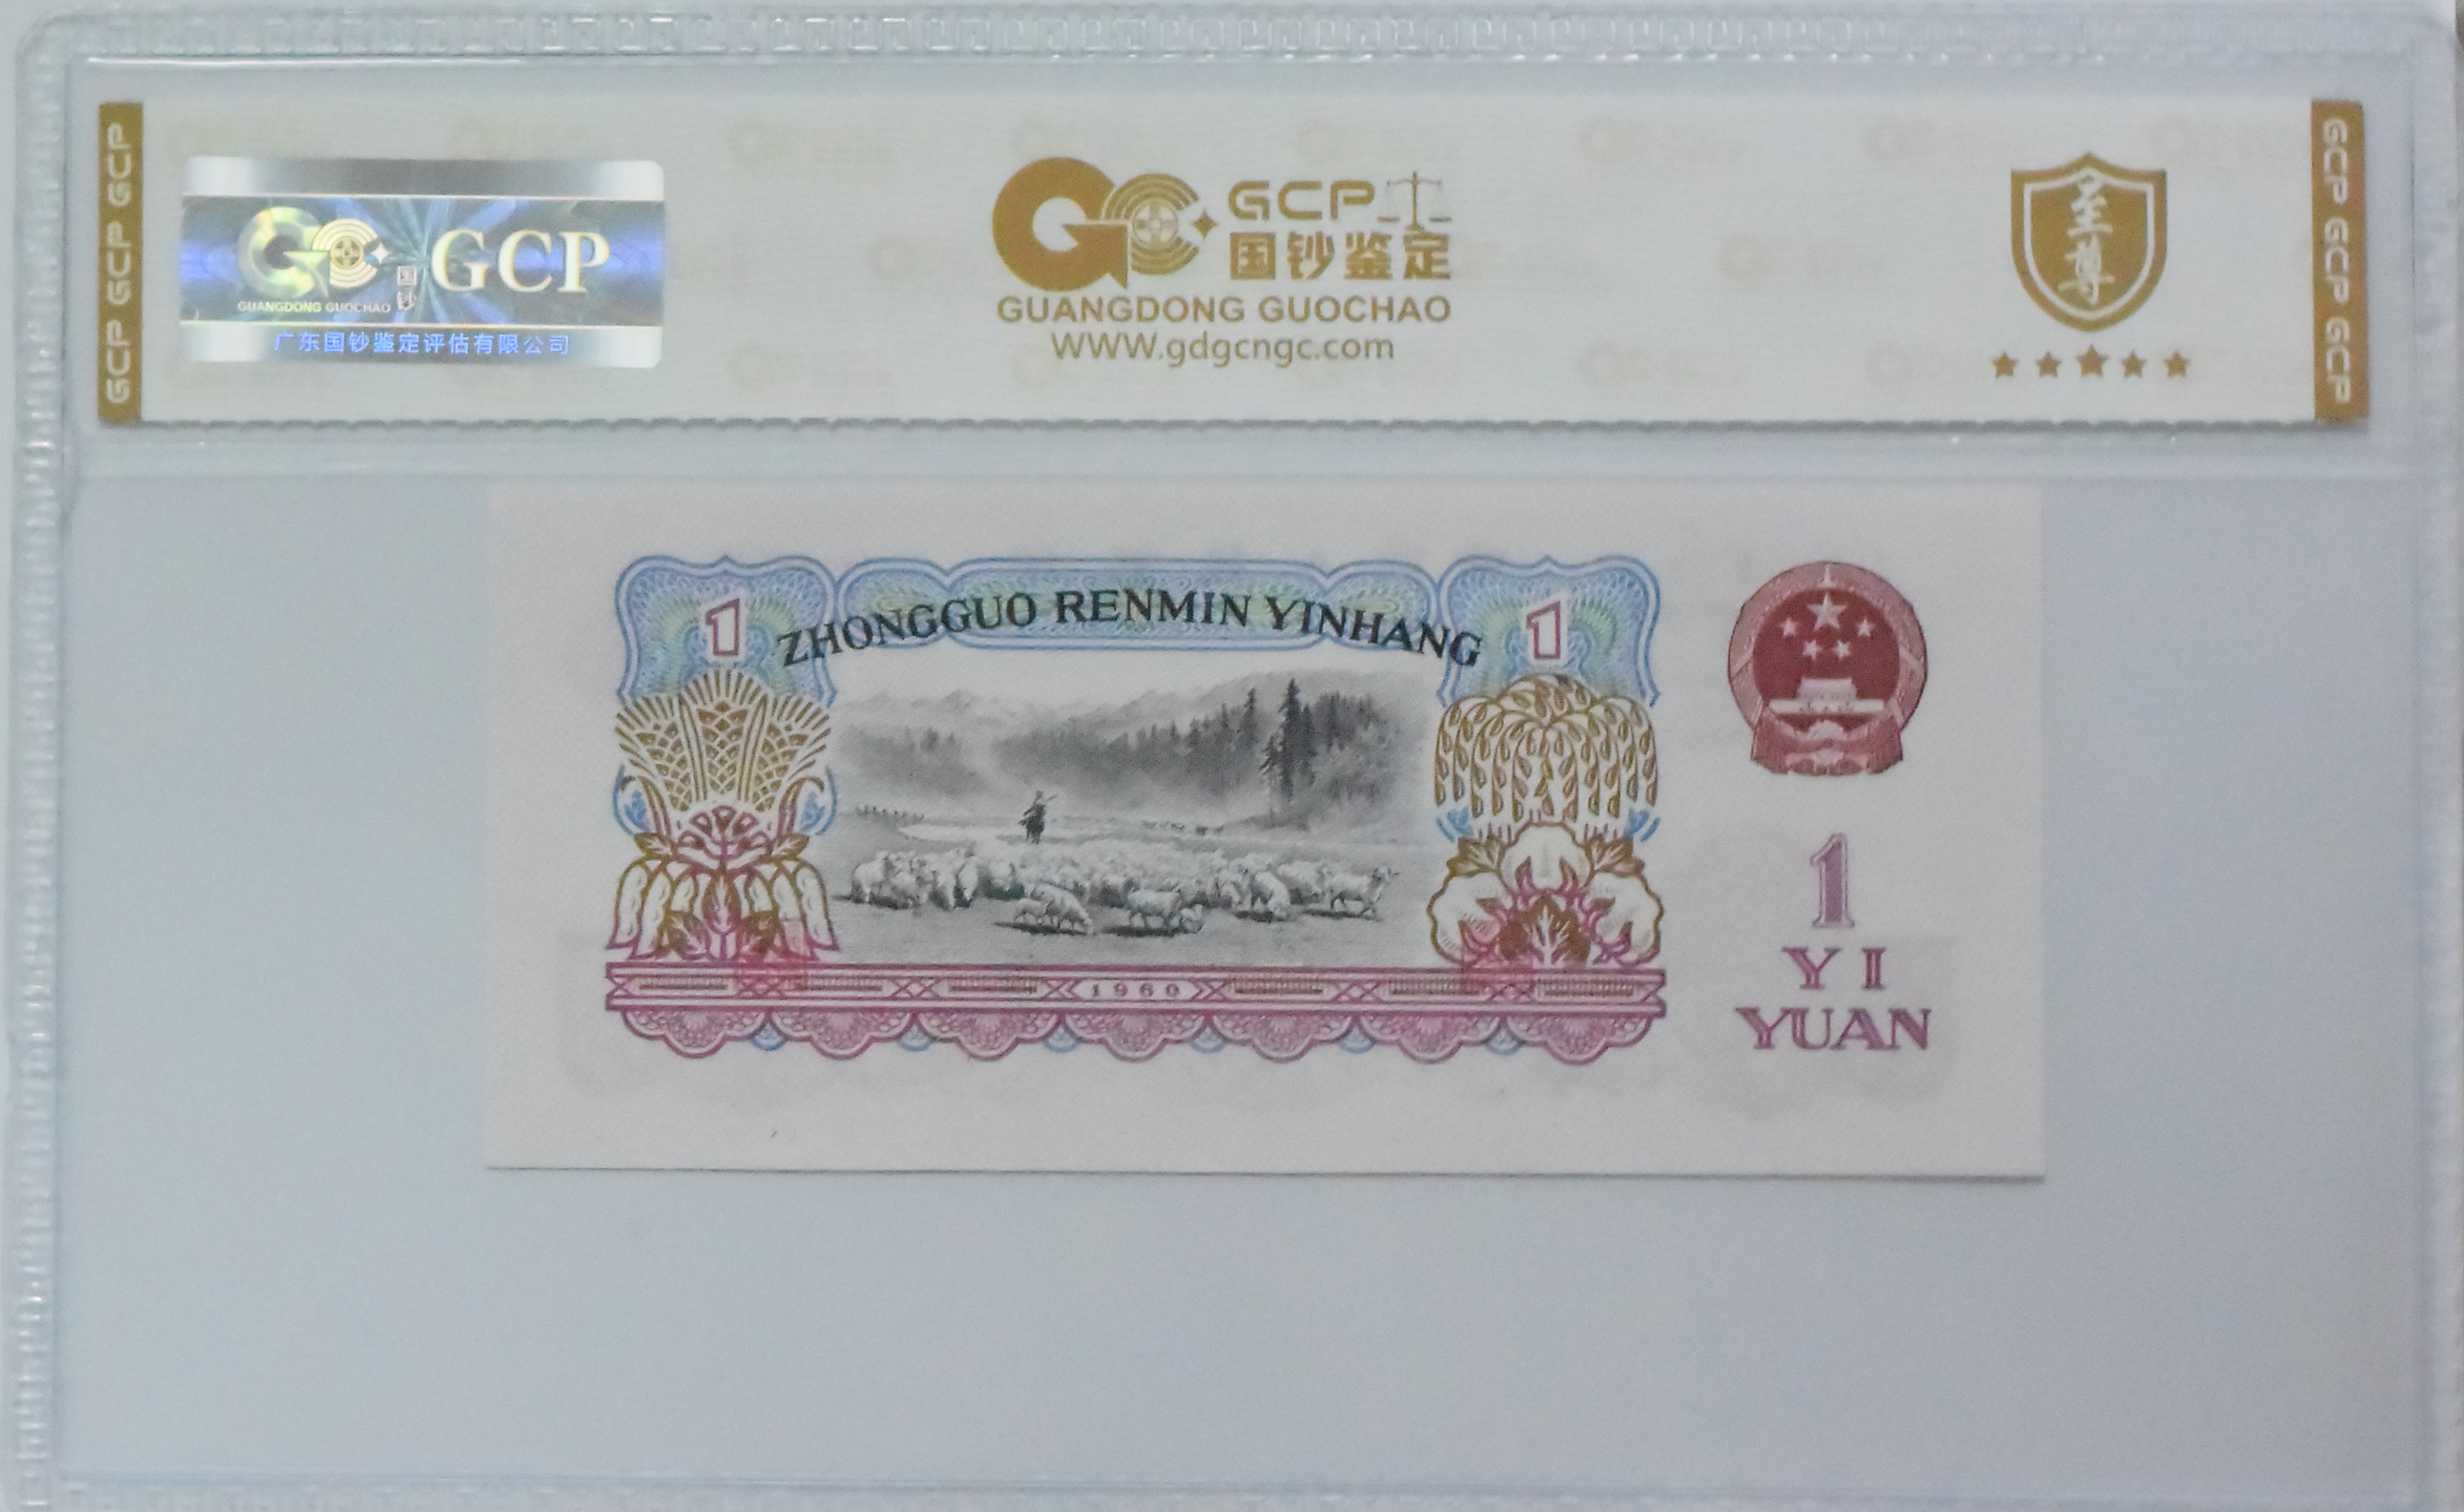 GCP GCP GCP
GCP
国钞
GUANGDONG GUOCHAO
广东国钞鉴定评估有限公司
GCP
国钞鉴定
GUANGDONG GUOCHAO
WWW.gdgcngc.com
至尊
GCP GCP GCP
1
ZHONGGUO RENMIN YINHANG
1
1960
1
YI
YUAN